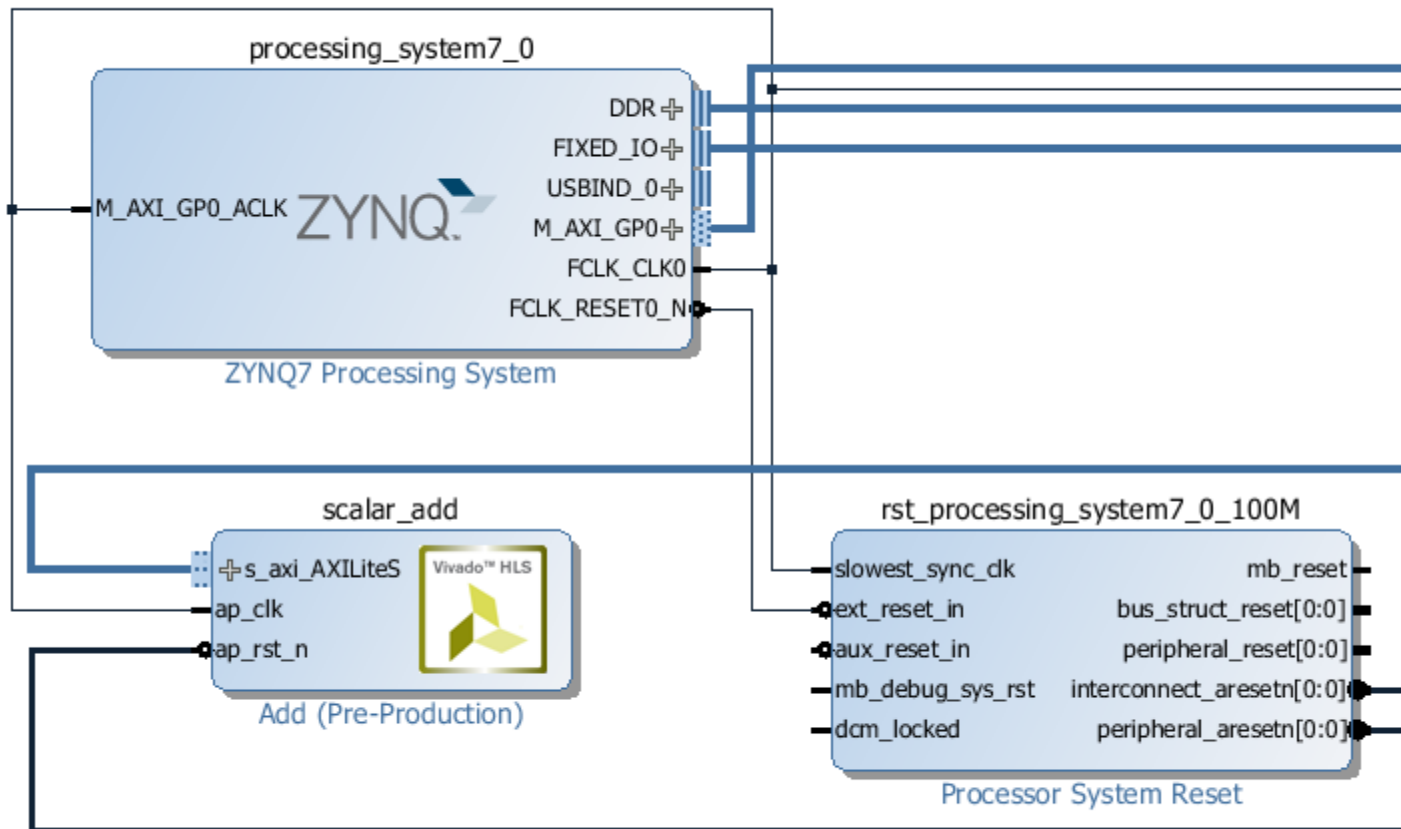 processing_system7_0
DDR
FIXED_IO
USBIND_0
M_AXI_GP0_ACLK
ZYNQ
M_AXI_GP0
FCLK_CLK0
FCLK_RESET0_N
ZYNQ7 Processing System
scalar_add
s_axi_AXILiteS
Vivado™ HLS
ap_clk
ap_rst_n
Add (Pre-Production)
rst_processing_system7_0_100M
slowest_sync_clk
mb_reset
ext_reset_in
bus_struct_reset[0:0]
aux_reset_in
peripheral_reset[0:0]
mb_debug_sys_rst
interconnect_aresetn[0:0]
dcm_locked
peripheral_aresetn[0:0]
Processor System Reset